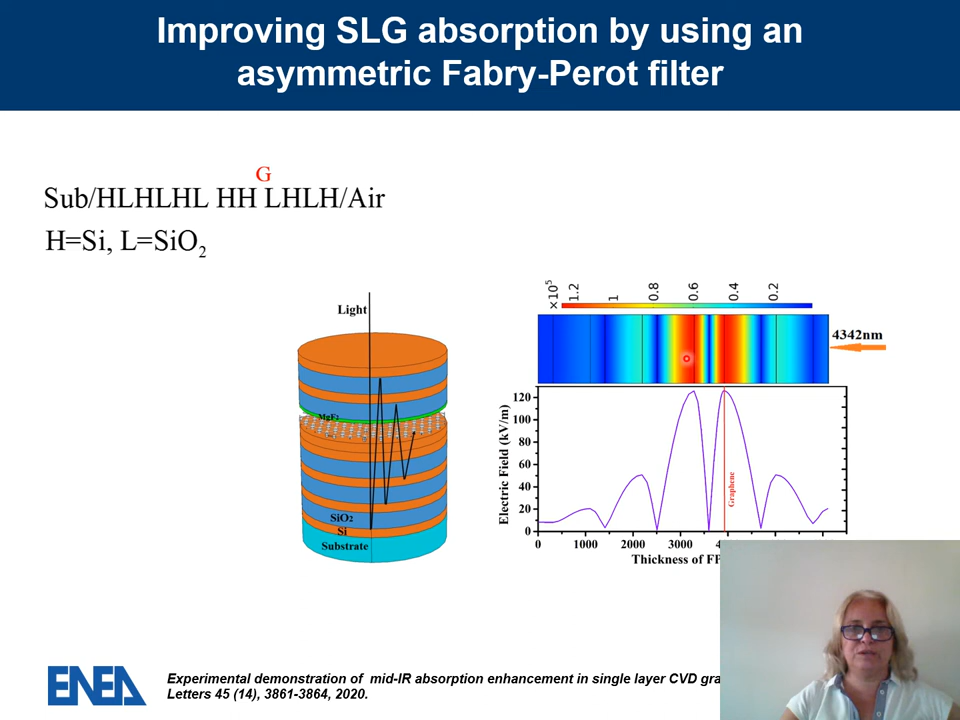 Improving SLG absorption by using an
asymmetric Fabry-Perot filter
G
Sub/HLHLHL HH LHLH/Air
H=Si, L=SiO2
Light
MgF2
SiO2
Si
Substrate
×10^5
1.2
1
0.8
0.6
0.4
0.2
4342nm
Electric Field (kV/m)
120
100
80
60
40
20
0
Graphene
0 1000 2000 3000
Thickness of FP
ENEA
Experimental demonstration of mid-IR absorption enhancement in single layer CVD gra
Letters 45 (14), 3861-3864, 2020.